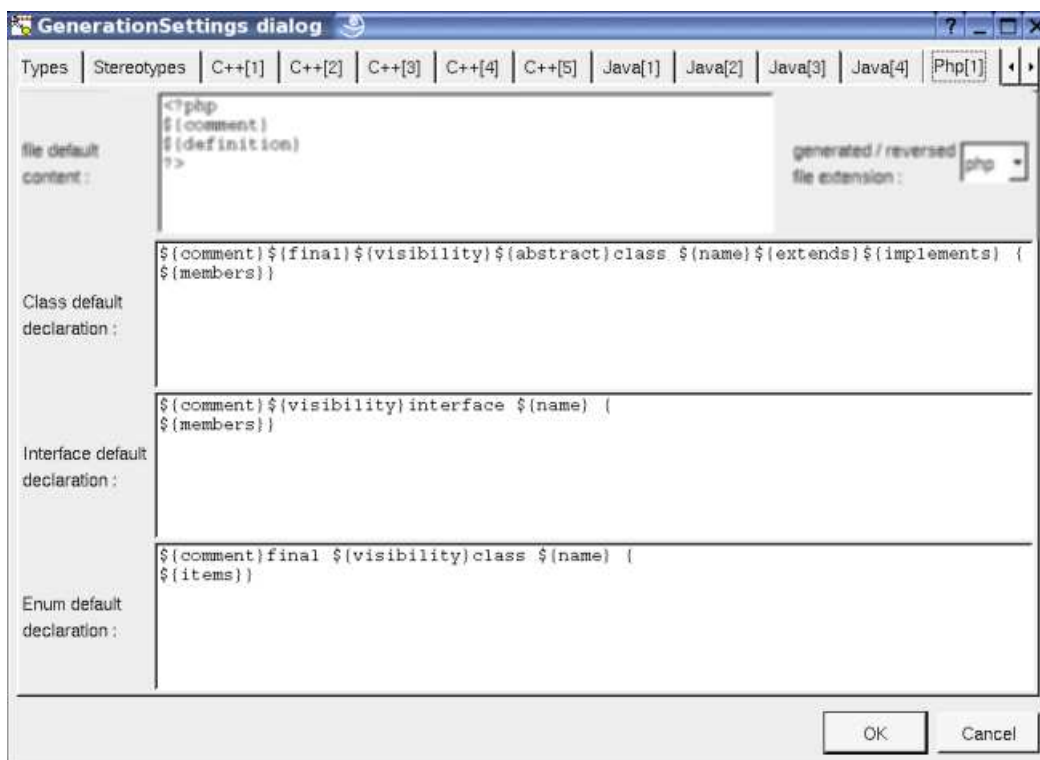 GenerationSettings dialog
Types Stereotypes C++[1] C++[2] C++[3] C++[4] C++[5] Java[1] Java[2] Java[3] Java[4] Php[1]
file default
content :
<?php
${comment}
${definition}
?>
generated / reversed
file extension :
php
Class default
declaration :
${comment}${final}${visibility}${abstract}class ${name}${extends}${implements} {
${members}}
Interface default
declaration :
${comment}${visibility}interface ${name} {
${members}}
Enum default
declaration :
${comment}final ${visibility}class ${name} {
${items}}
OK
Cancel